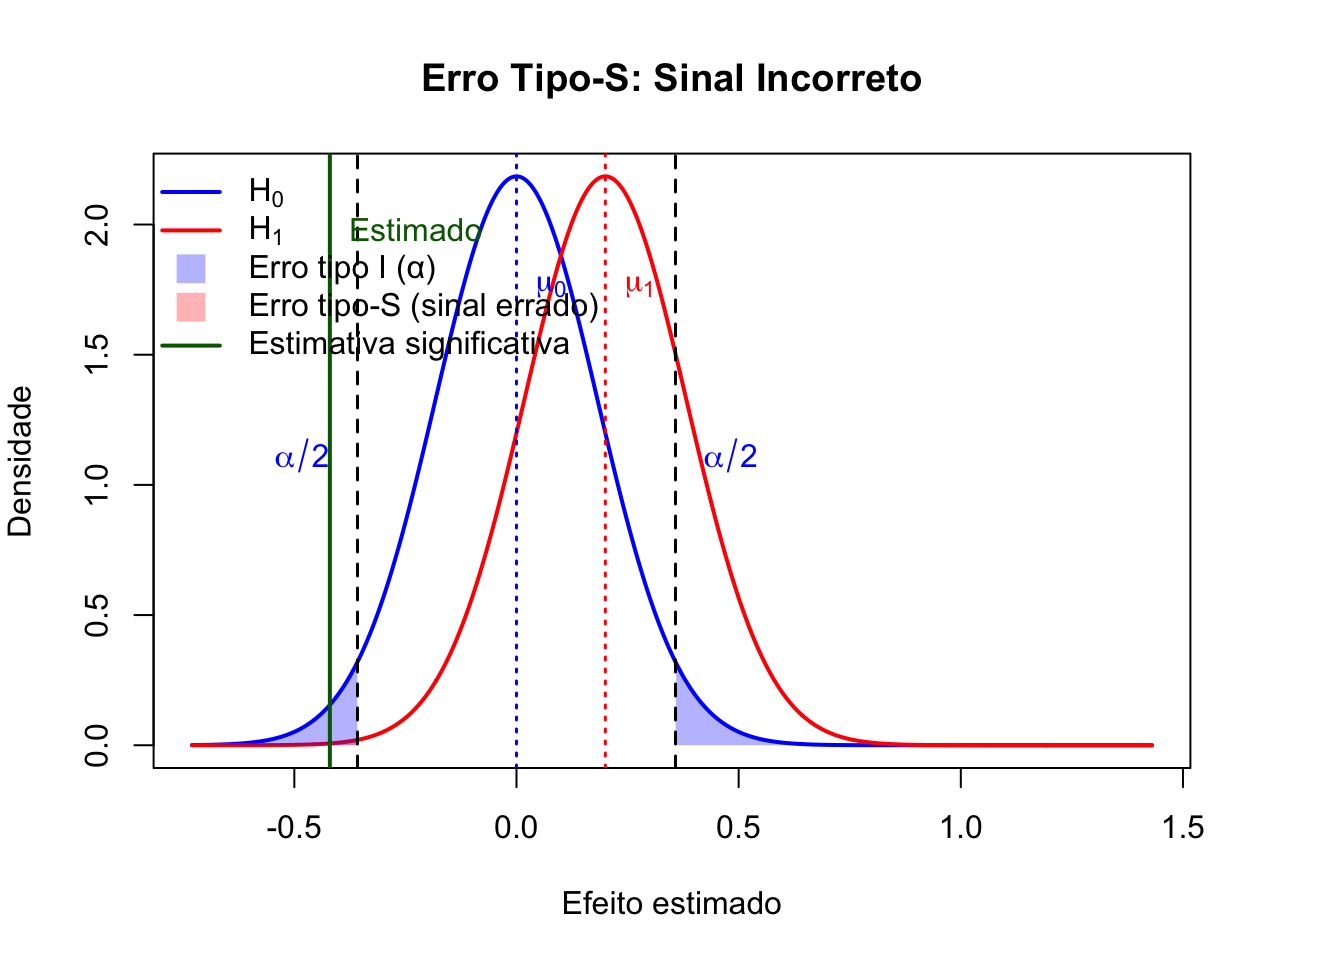 Erro Tipo-S: Sinal Incorreto
H₀
H₁
Estimado
Erro tipo I (α)
μ₀
μ₁
Erro tipo-S (sinal errado)
Estimativa significativa
α/2
α/2
Densidade
0.0
0.5
1.0
1.5
2.0
-0.5
0.0
0.5
1.0
1.5
Efeito estimado